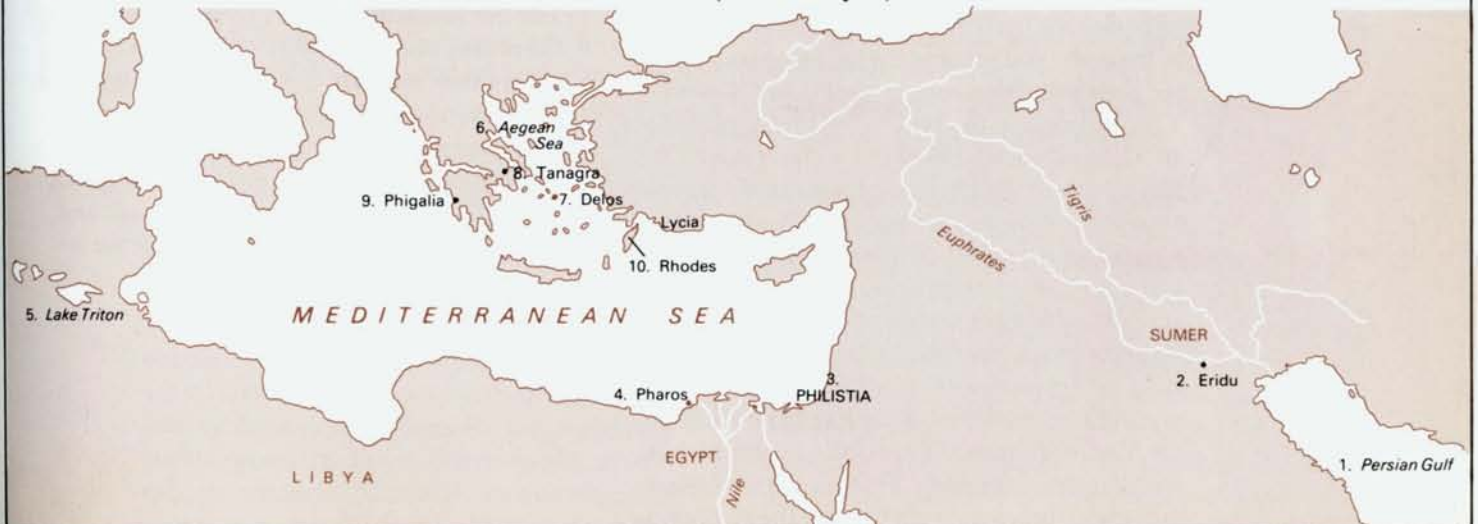 6. Aegean
Sea
8. Tanagra
9. Phigalia
7. Delos
Lycia
10. Rhodes
Tigris
Euphrates
5. Lake Triton
MEDITERRANEAN SEA
SUMER
2. Eridu
3.
PHILISTIA
4. Pharos
EGYPT
LIBYA
Nile
1. Persian Gulf